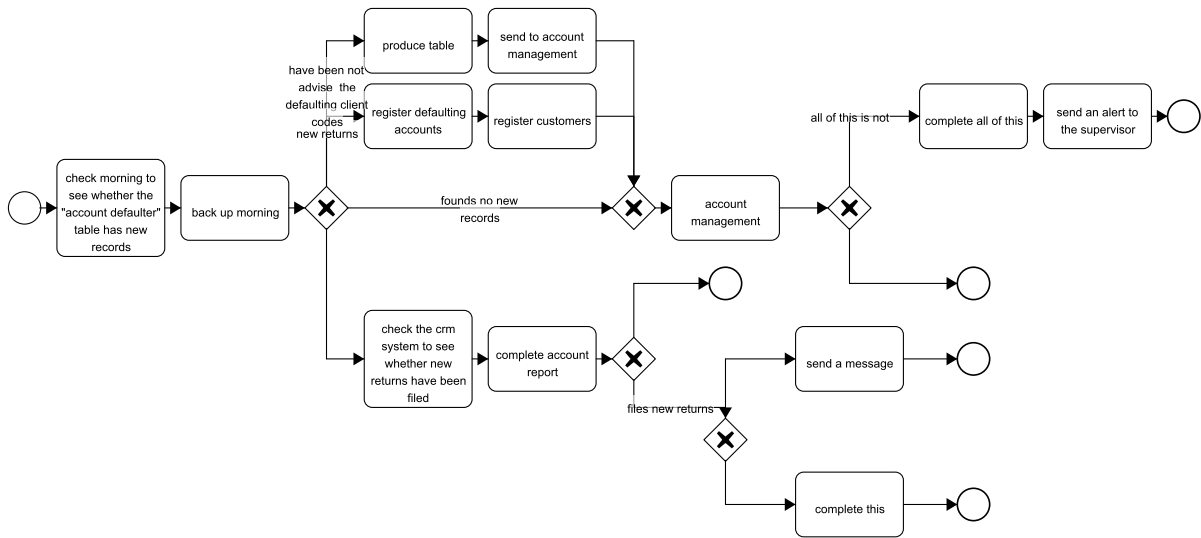 produce table
send to account
management
have been not
advise the
defaulting client
codes
new returns
register defaulting
accounts
register customers
all of this is not
complete all of this
send an alert to
the supervisor
check morning to
see whether the
"account defaulter"
table has new
records
back up morning
founds no new
records
account
management
check the crm
system to see
whether new
returns have been
filed
complete account
report
files new returns
send a message
complete this